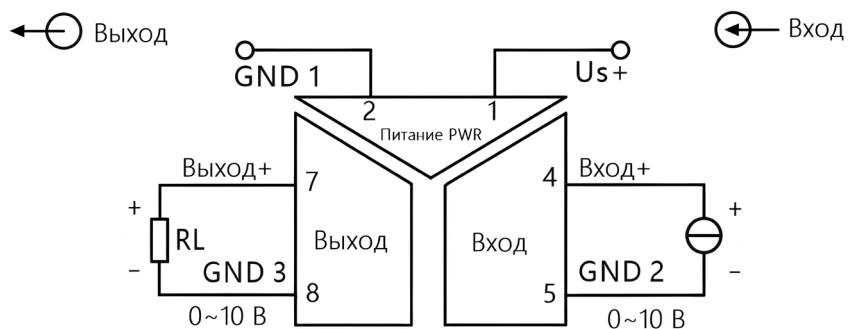 Выход
Вход
GND 1
Us+
2
1
Питание PWR
Выход+
7
4
Вход+
+
RL
–
Выход
Вход
+
–
GND 3
8
5
GND 2
0~10 В
0~10 В